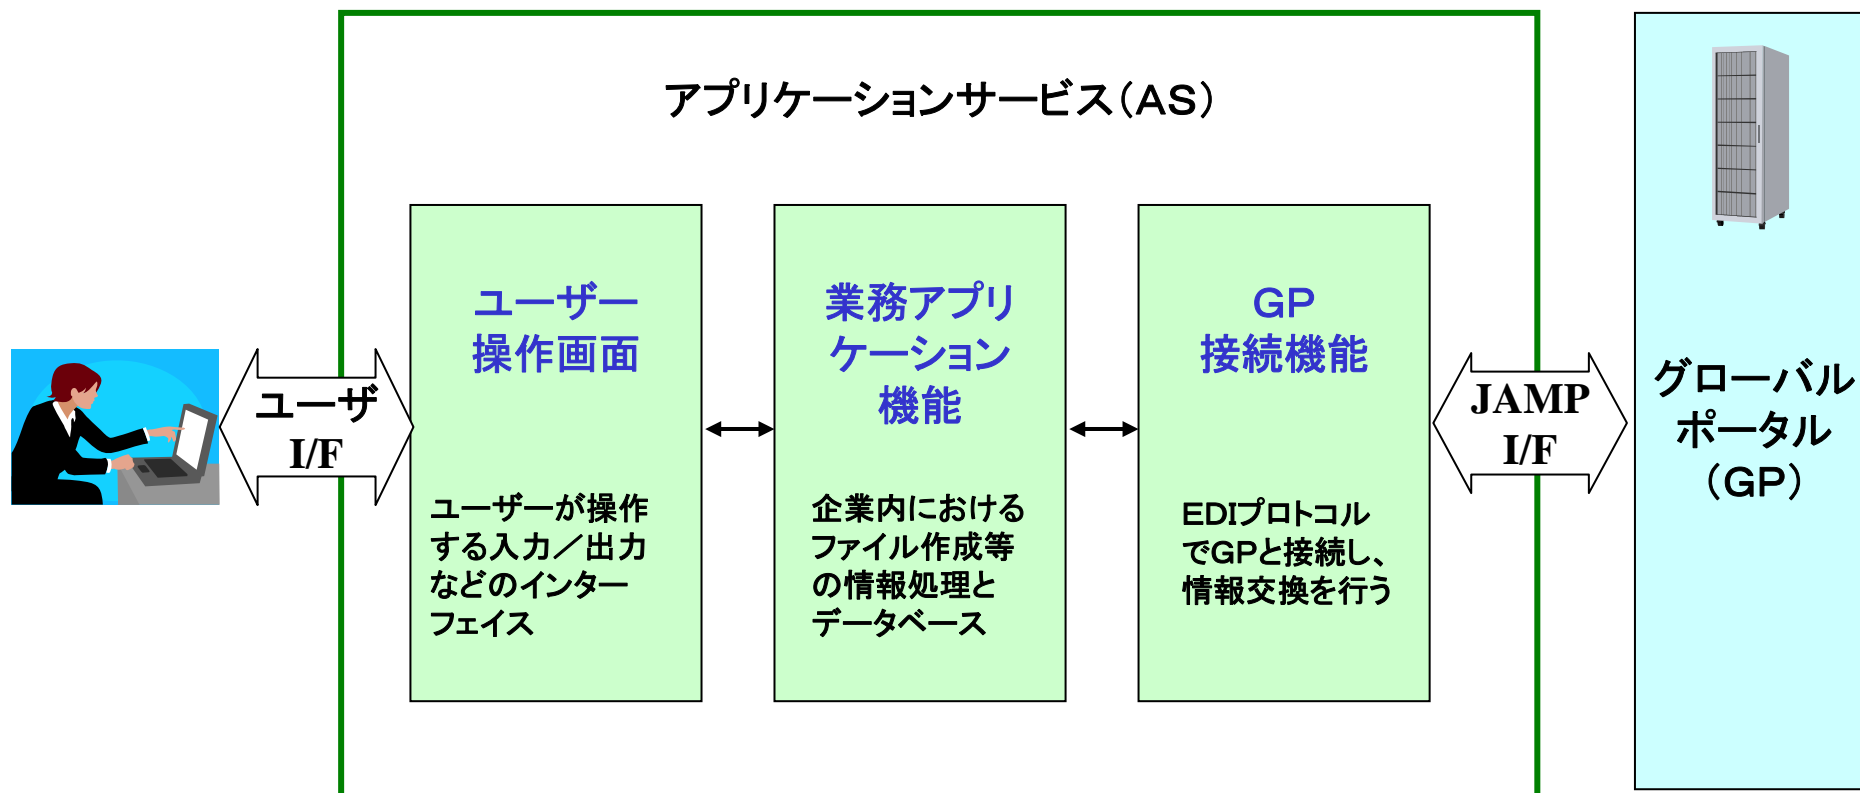 アプリケーションサービス（AS）
ユーザ
I/F
ユーザー
操作画面
ユーザーが操作
する入力／出力
などのインター
フェイス
業務アプリ
ケーション
機能
企業内における
ファイル作成等
の情報処理と
データベース
GP
接続機能
EDIプロトコル
でGPと接続し、
情報交換を行う
JAMP
I/F
グローバル
ポータル
（GP）